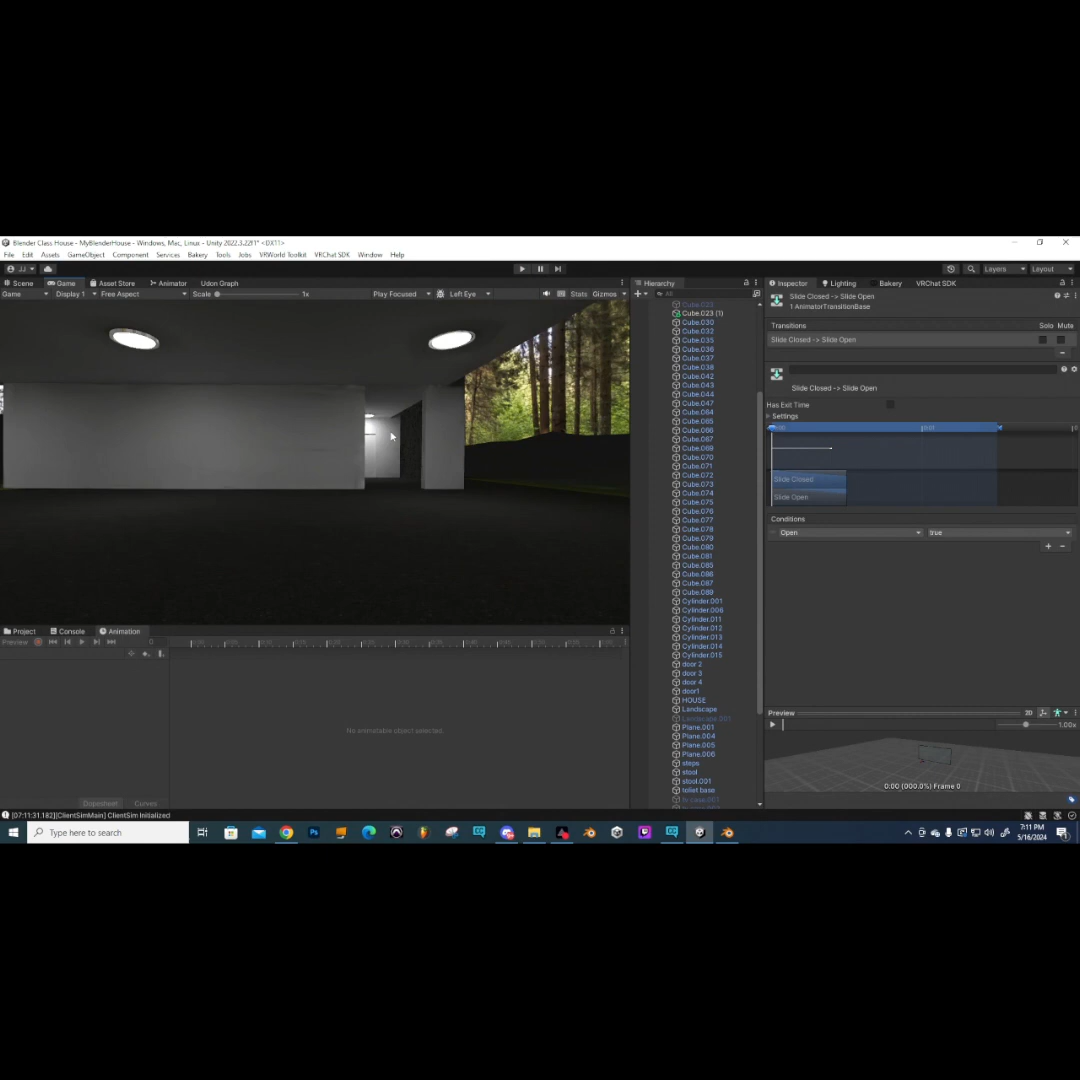 Blender Class House - MyBlenderHouse - Windows, Mac, Linux - Unity 2022.3.22f1* <DX11>
File Edit Assets GameObject Component Services Bakery Tools Jobs VRWorld Toolkit VRChat SDK Window Help
JJ Layers Layout
Scene Game Asset Store Animator Udon Graph Hierarchy Inspector Lighting Bakery VRChat SDK
Game Display 1 Free Aspect Scale 1x Play Focused Left Eye Stats Gizmos All
Slide Closed -> Slide Open
1 AnimatorTransitionBase
Transitions Solo Mute
Slide Closed -> Slide Open
Slide Closed -> Slide Open
Has Exit Time
Settings
Slide Closed
Slide Open
Conditions
Open true
Cube.023 (1)
Cube.030
Cube.032
Cube.035
Cube.036
Cube.037
Cube.038
Cube.042
Cube.043
Cube.044
Cube.047
Cube.064
Cube.065
Cube.066
Cube.067
Cube.069
Cube.070
Cube.071
Cube.072
Cube.073
Cube.074
Cube.075
Cube.076
Cube.077
Cube.078
Cube.079
Cube.080
Cube.081
Cube.085
Cube.086
Cube.087
Cube.089
Cylinder.001
Cylinder.006
Cylinder.011
Cylinder.012
Cylinder.013
Cylinder.014
Cylinder.015
door 2
door 3
door 4
door1
HOUSE
Landscape
Landscape.001
Plane.001
Plane.004
Plane.005
Plane.006
steps
stool
stool.001
toliet base
Project Console Animation
Preview 0
No animatable object selected.
Dopesheet Curves
Preview 2D
1.00x
0:00 (000.0%) Frame 0
[07:11:31.182][ClientSimMain] ClientSim Initialized
Type here to search
7:11 PM
5/16/2024